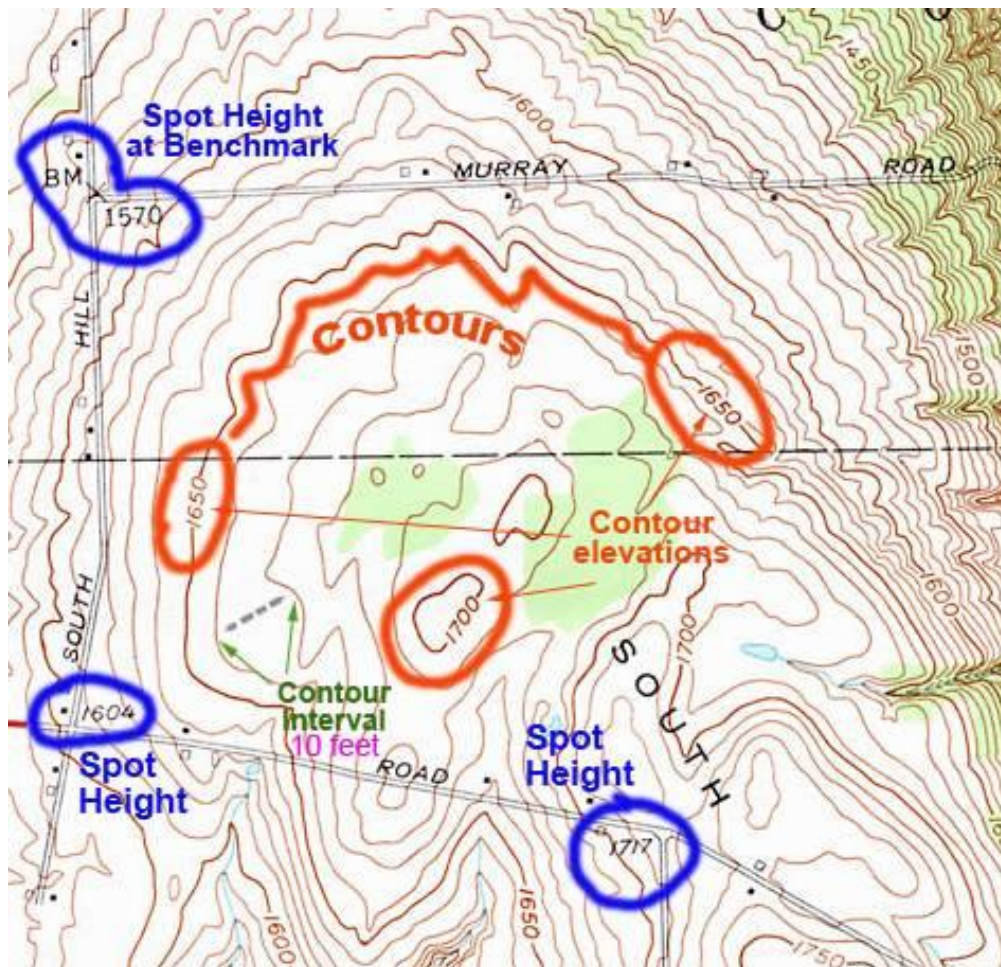 C
O
1450
1600
Spot Height
at Benchmark
BM
1570
MURRAY
ROAD
HILL
Contours
1500
1650
1650
Contour
elevations
1700
1600
1700
SOUTH
SOUTH
Contour
Interval
10 feet
1604
Spot
Height
ROAD
Spot
Height
1717
1650
1600
1750